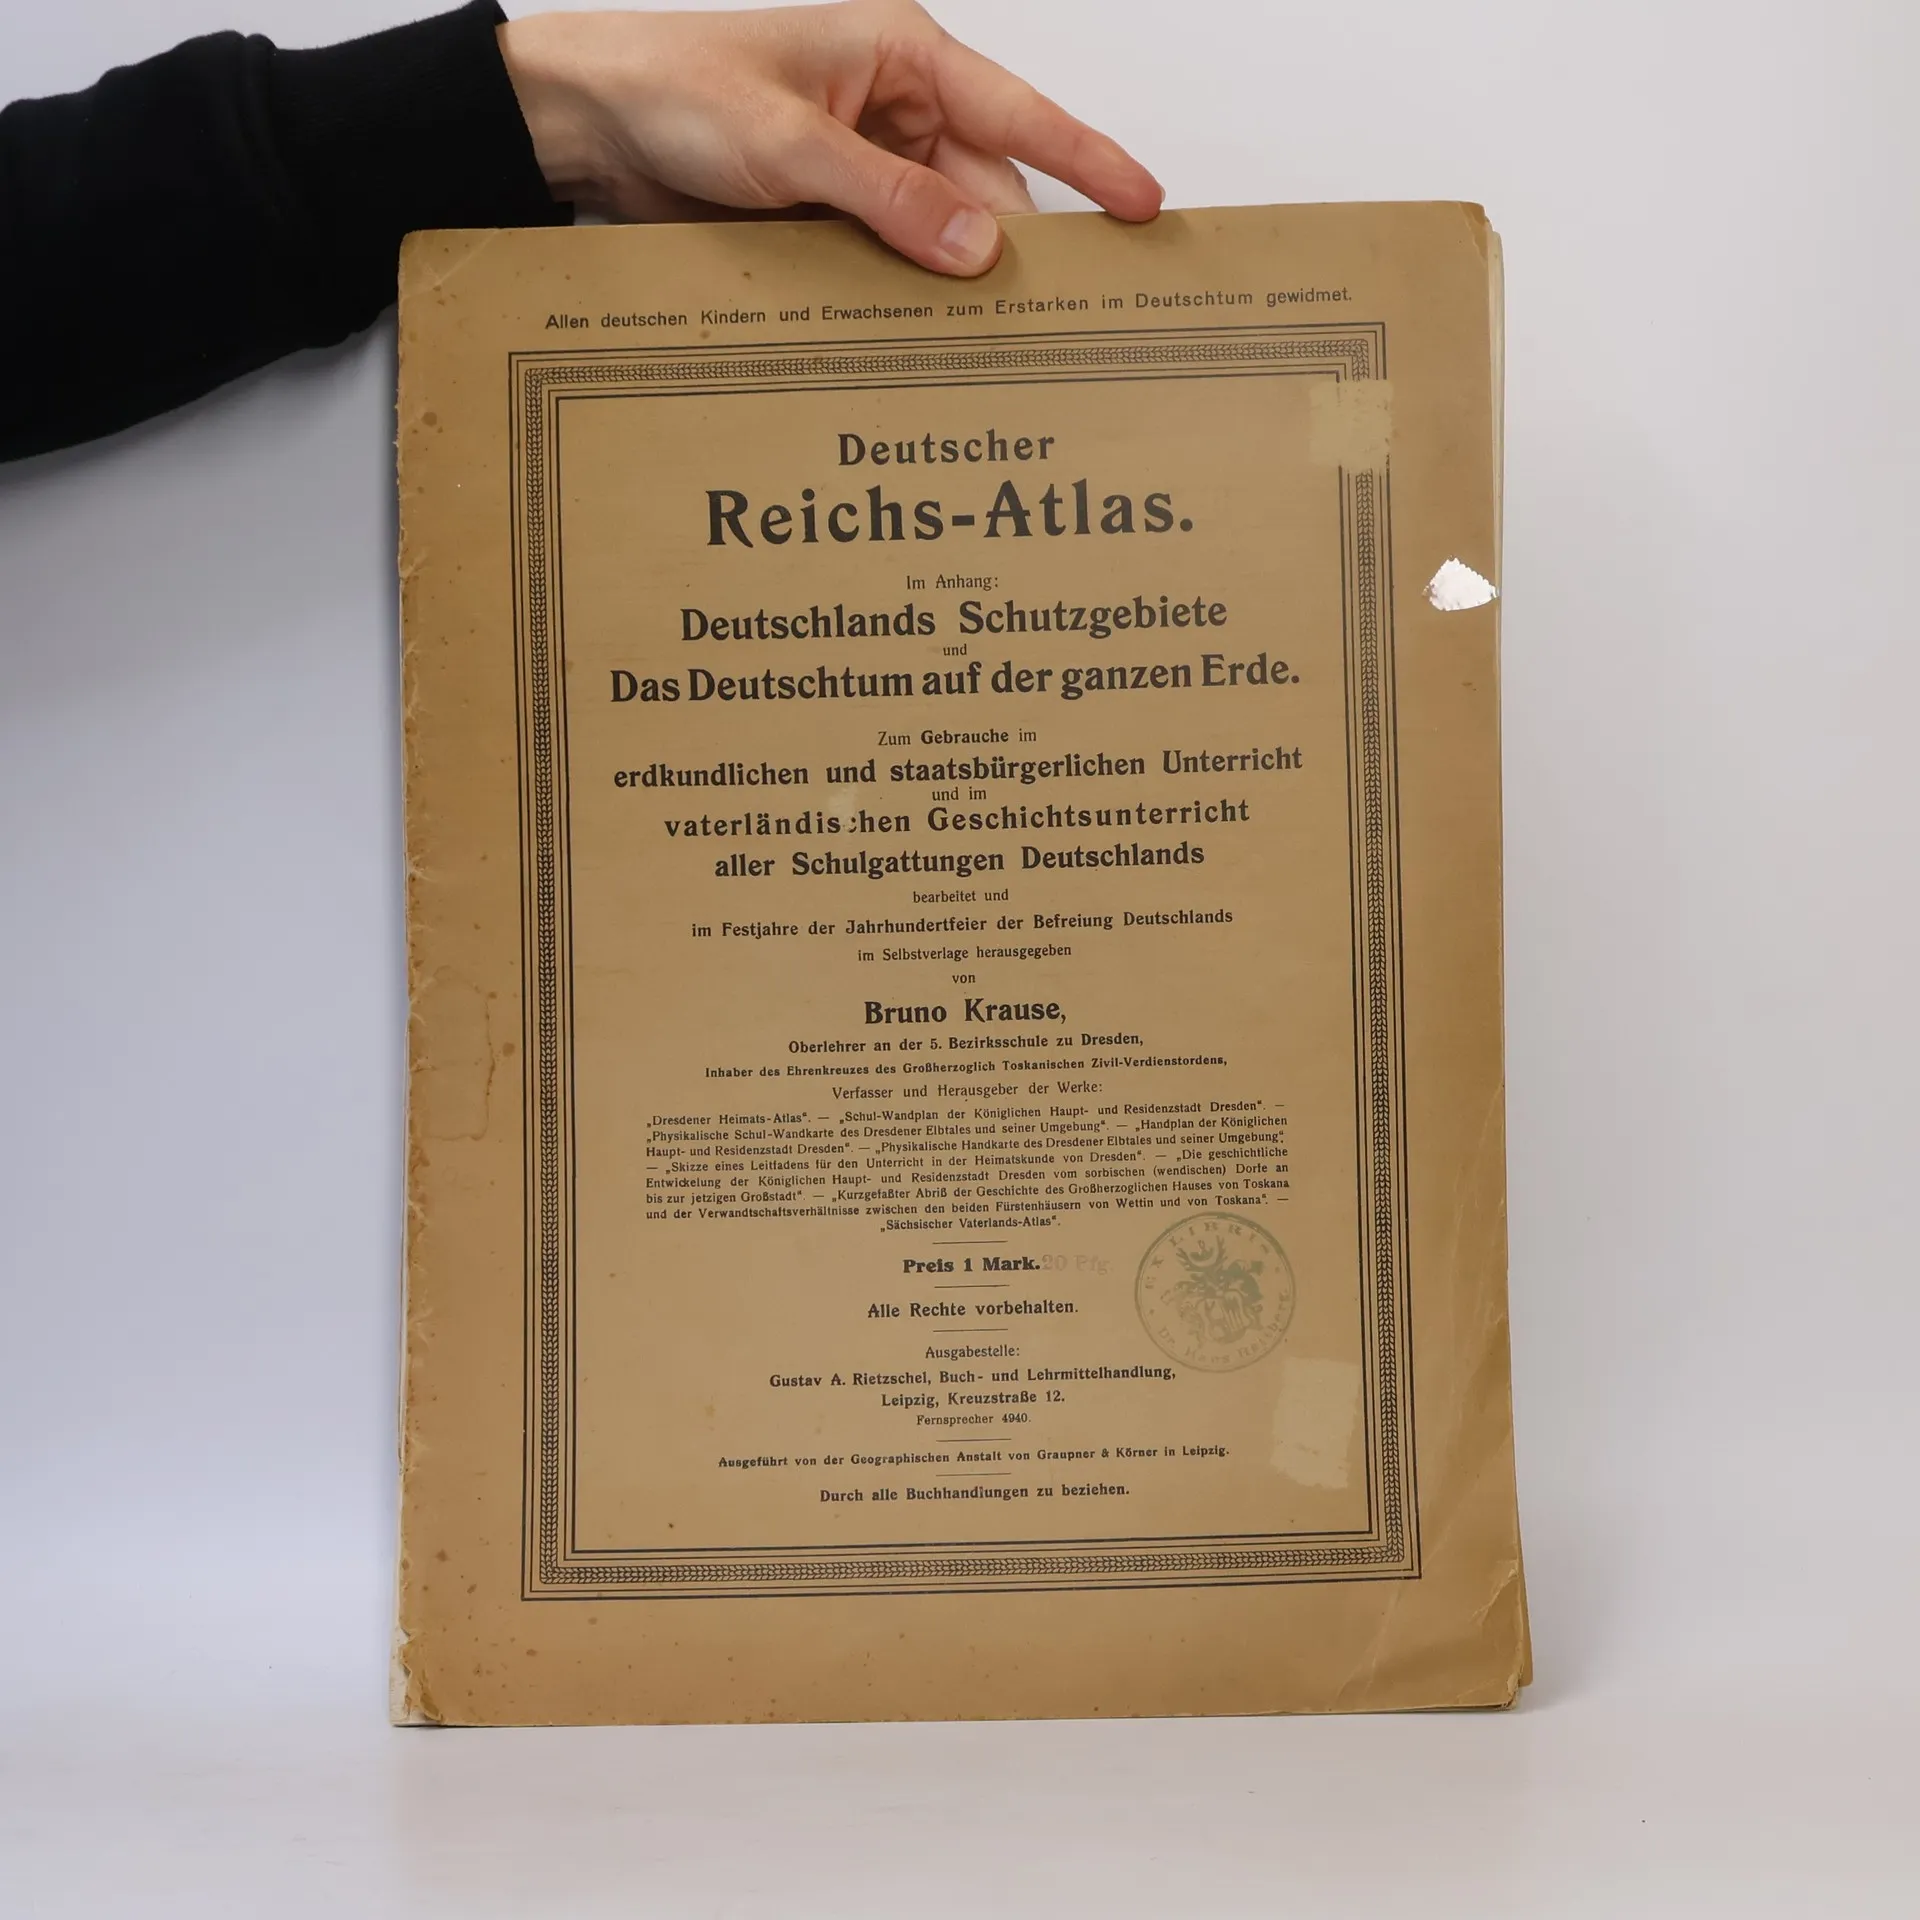 Allen deutschen Kindern und Erwachsenen zum Erstarken im Deutschtum gewidmet.
Deutscher
Reichs-Atlas.
Im Anhang:
Deutschlands Schutzgebiete
und
Das Deutschtum auf der ganzen Erde.
Zum Gebrauche im
erdkundlichen und staatsbürgerlichen Unterricht
und im
vaterländischen Geschichtsunterricht
aller Schulgattungen Deutschlands
bearbeitet und
im Festjahre der Jahrhundertfeier der Befreiung Deutschlands
im Selbstverlage herausgegeben
von
Bruno Krause,
Oberlehrer an der 5. Bezirksschule zu Dresden,
Inhaber des Ehrenkreuzes des Großherzoglich Toskanischen Zivil-Verdienstordens,
Verfasser und Herausgeber der Werke:
„Dresdener Heimats-Atlas“. — „Schul-Wandplan der Königlichen Haupt- und Residenzstadt Dresden“. —
„Physikalische Schul-Wandkarte des Dresdener Elbtales und seiner Umgebung“. — „Handplan der Königlichen
Haupt- und Residenzstadt Dresden“. — „Physikalische Handkarte des Dresdener Elbtales und seiner Umgebung“.
— „Skizze eines Leitfadens für den Unterricht in der Heimatskunde von Dresden“. — „Die geschichtliche
Entwickelung der Königlichen Haupt- und Residenzstadt Dresden vom sorbischen (wendischen) Dorfe an
bis zur jetzigen Großstadt“. — „Kurzgefaßter Abriß der Geschichte des Großherzoglichen Hauses von Toskana
und der Verwandtschaftsverhältnisse zwischen den beiden Fürstenhäusern von Wettin und von Toskana“. —
„Sächsischer Vaterlands-Atlas“.
Preis 1 Mark. 20 Pfg.
EX LIBRIS
Dr. Hans
Alle Rechte vorbehalten.
Ausgabestelle:
Gustav A. Rietzschel, Buch- und Lehrmittelhandlung,
Leipzig, Kreuzstraße 12.
Fernsprecher 4940.
Ausgeführt von der Geographischen Anstalt von Graupner & Körner in Leipzig.
Durch alle Buchhandlungen zu beziehen.